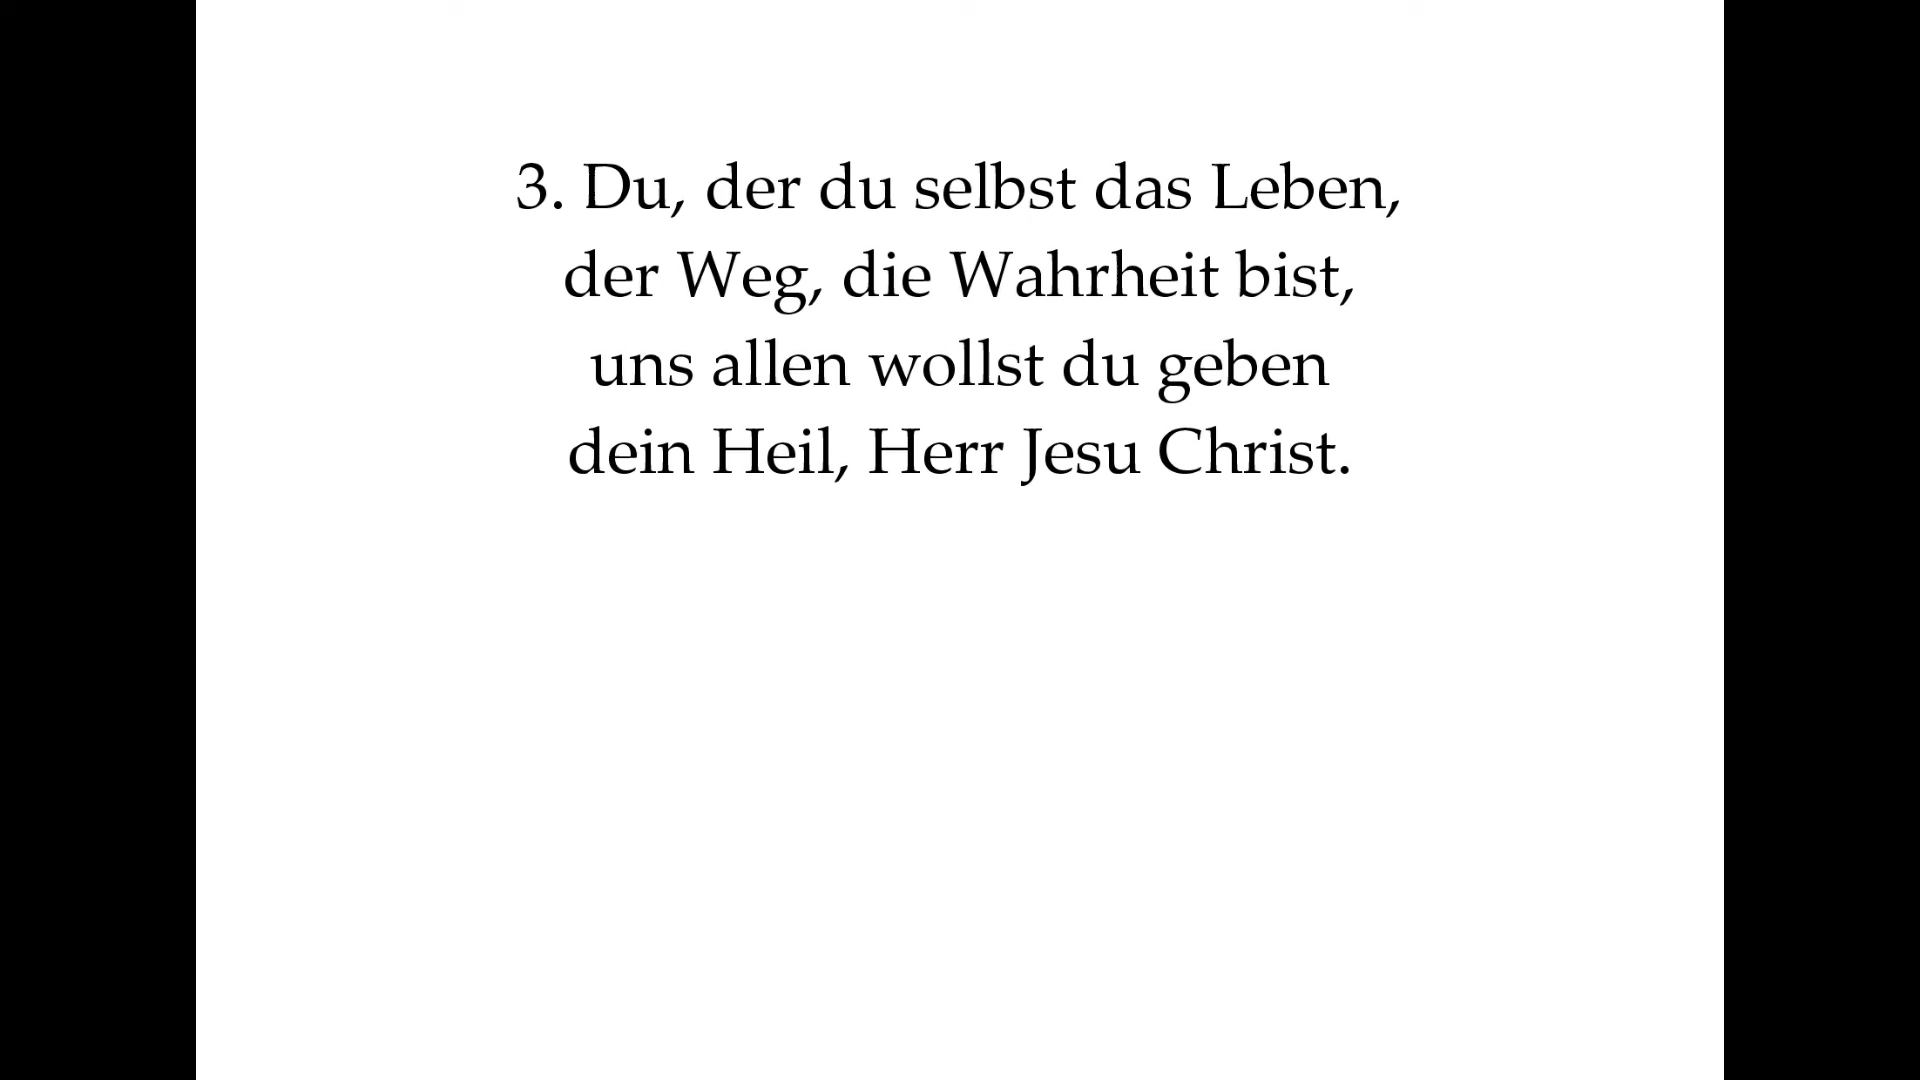 3. Du, der du selbst das Leben,
der Weg, die Wahrheit bist,
uns allen wollst du geben
dein Heil, Herr Jesu Christ.